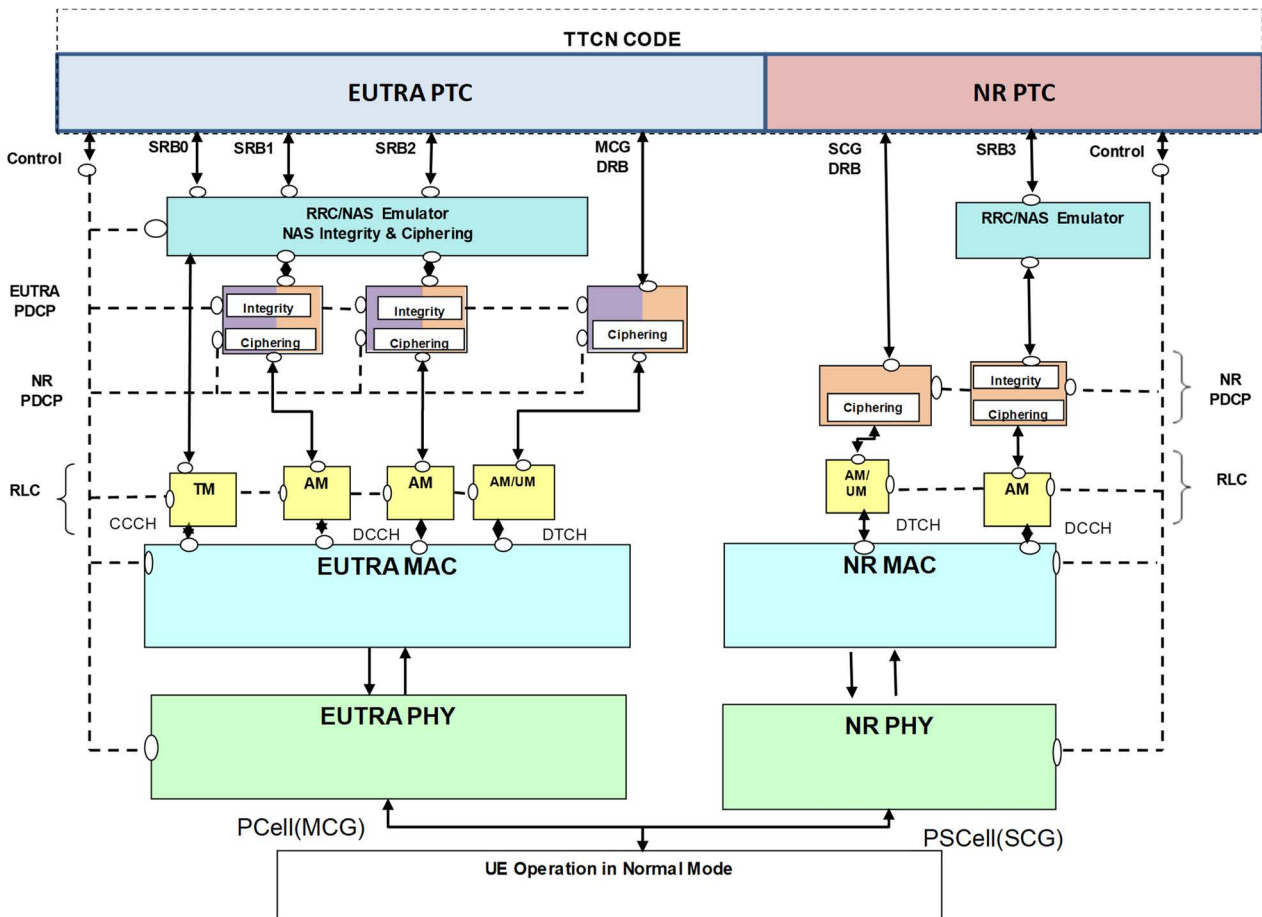 TTCN CODE
EUTRA PTC
NR PTC
Control
SRB0
SRB1
SRB2
MCG
DRB
SCG
DRB
SRB3
Control
RRC/NAS Emulator
NAS Integrity & Ciphering
RRC/NAS Emulator
EUTRA
PDCP
Integrity
Ciphering
Integrity
Ciphering
Ciphering
NR
PDCP
Ciphering
Integrity
Ciphering
NR
PDCP
RLC
TM
AM
AM
AM/UM
AM/
UM
AM
RLC
CCCH
DCCH
DTCH
DTCH
DCCH
EUTRA MAC
NR MAC
EUTRA PHY
NR PHY
PCell(MCG)
PSCell(SCG)
UE Operation in Normal Mode